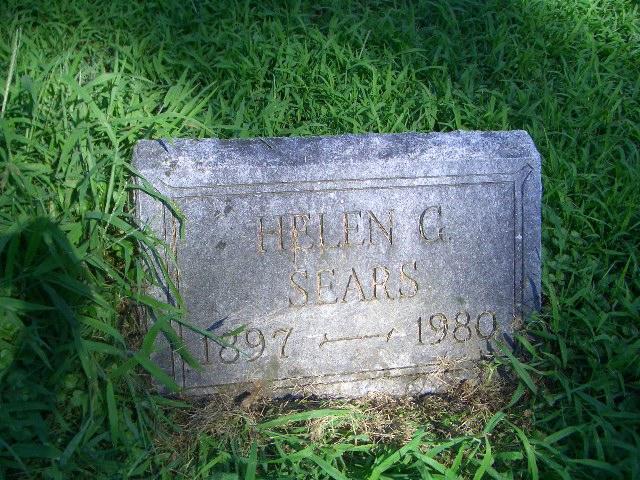 HELEN G.
SEARS
1897 — 1980